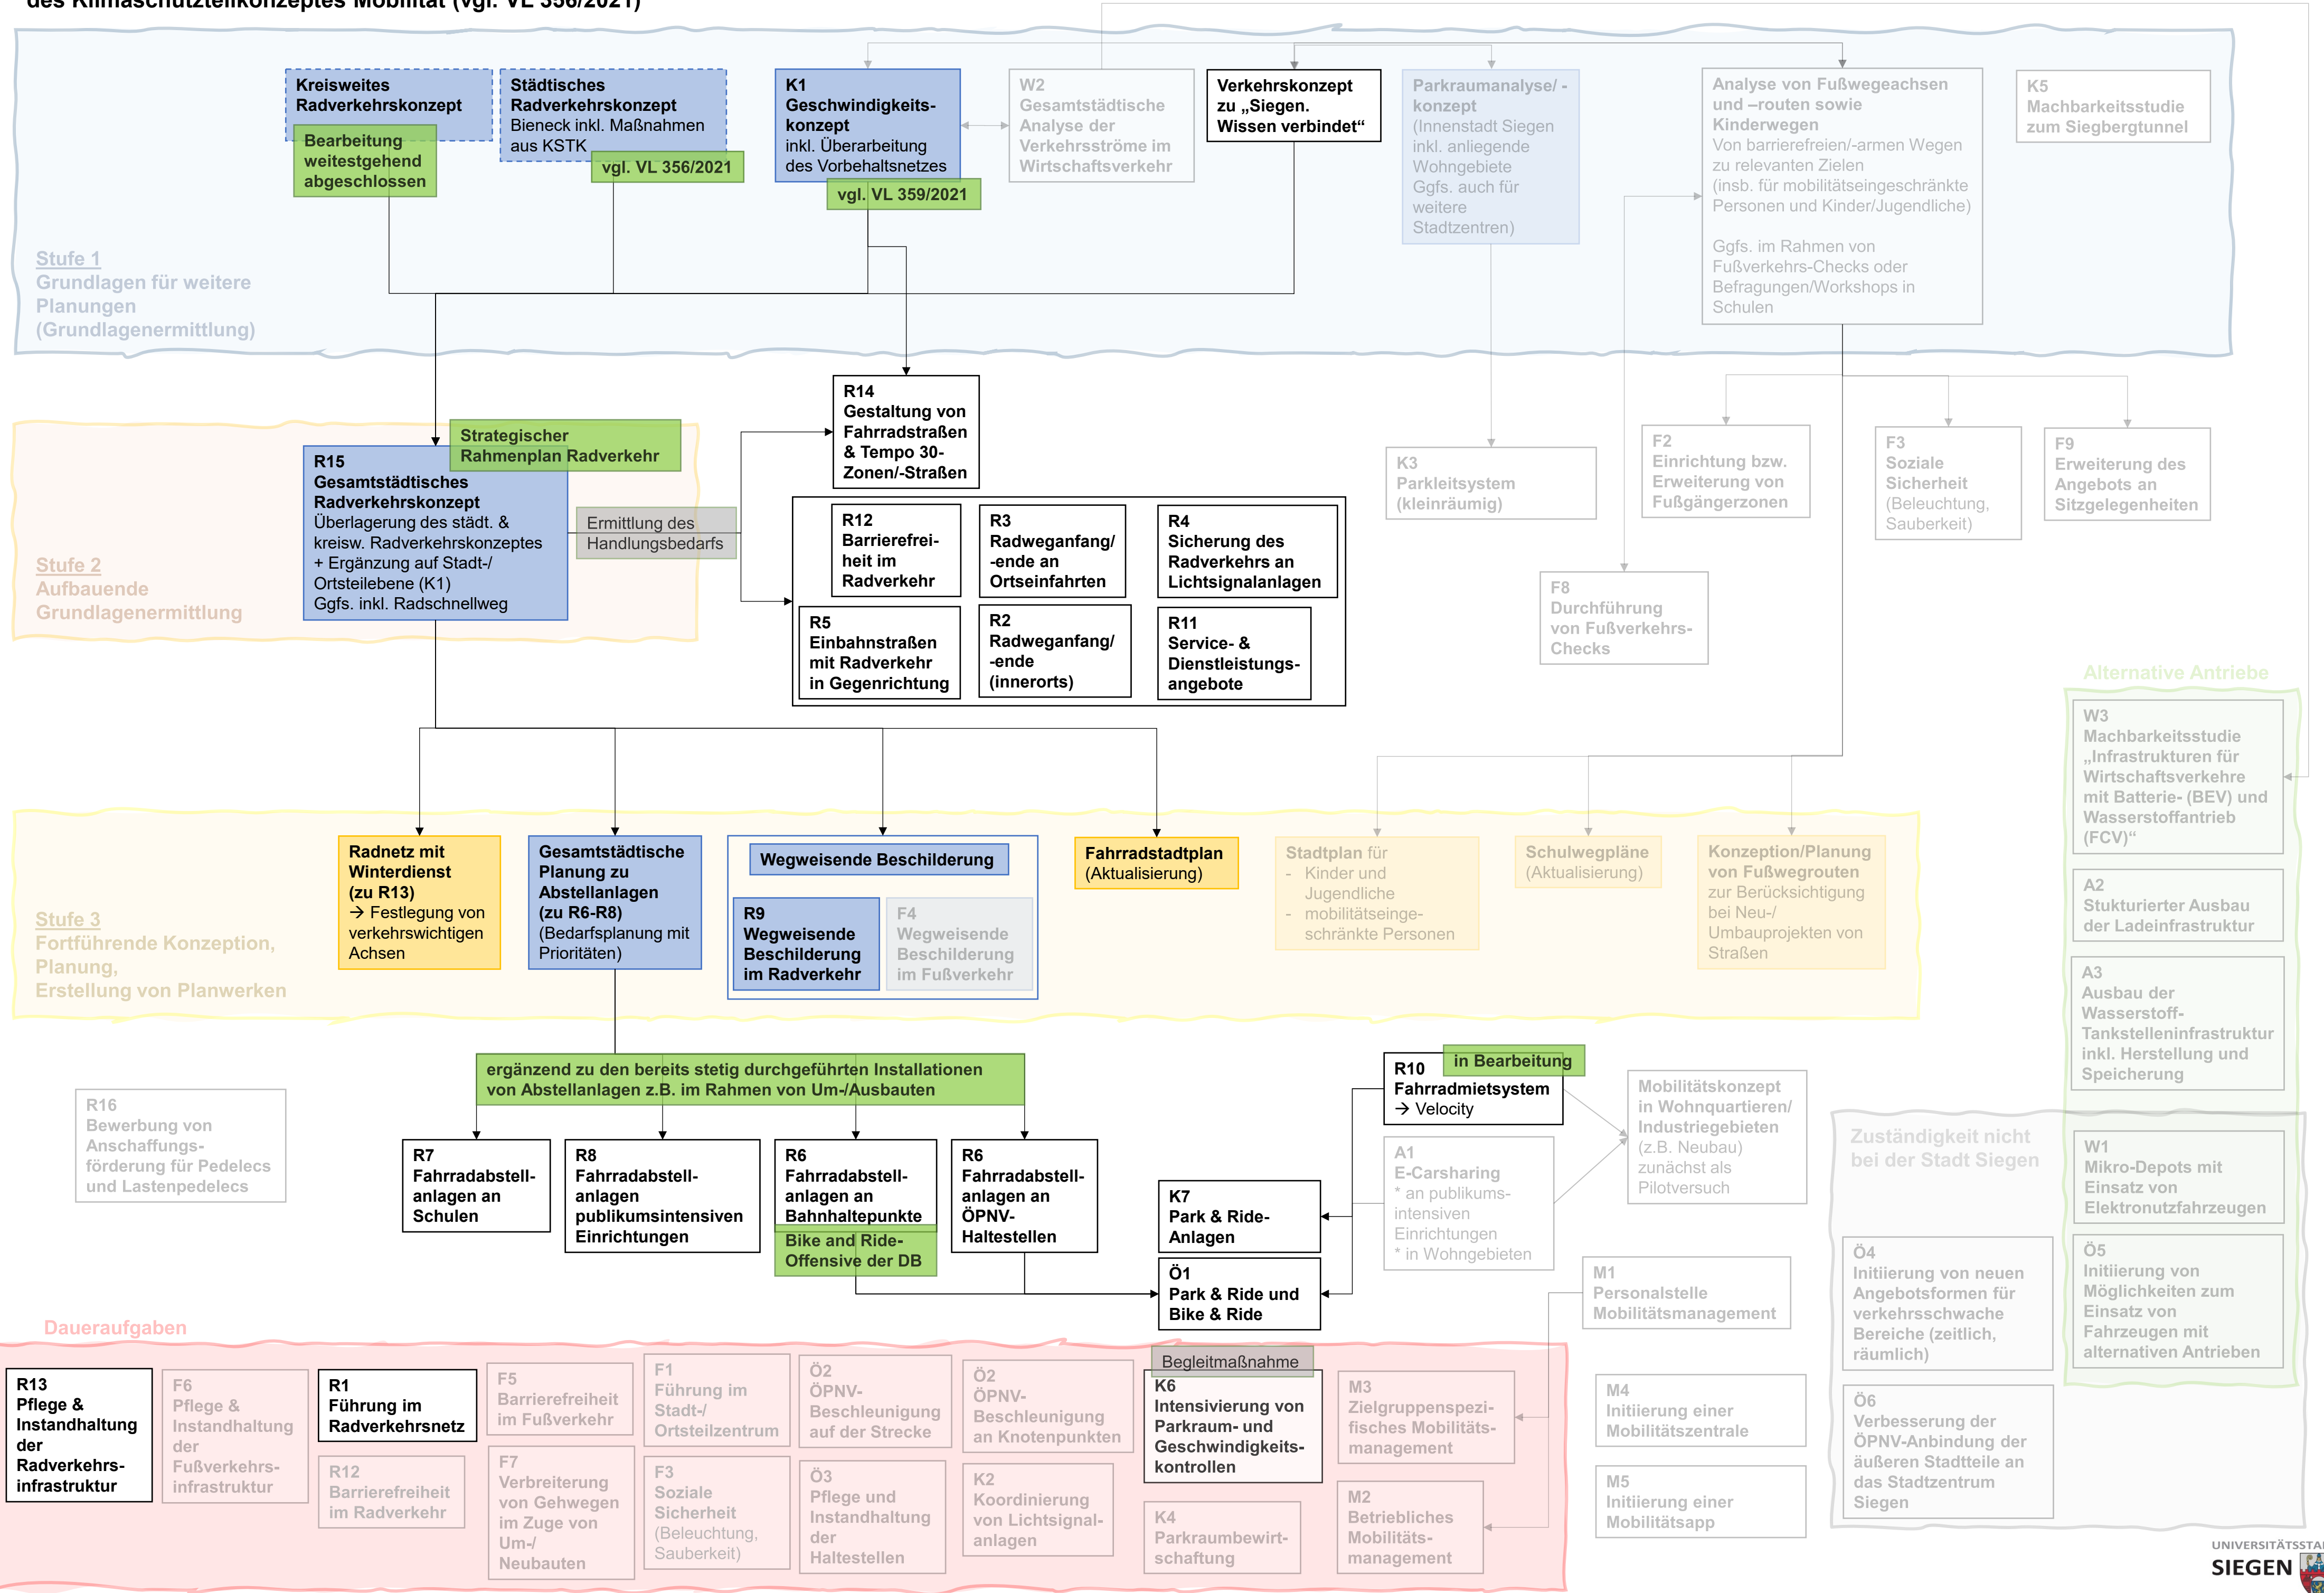 des Klimaschutzteilkonzeptes Mobilität (vgl. VL 356/2021)
Kreisweites
Radverkehrskonzept
Bearbeitung
weitestgehend
abgeschlossen
Städtisches
Radverkehrskonzept
Bieneck inkl. Maßnahmen
aus KSTK
vgl. VL 356/2021
K1
Geschwindigkeits-
konzept
inkl. Überarbeitung
des Vorbehaltsnetzes
vgl. VL 359/2021
W2
Gesamtstädtische
Analyse der
Verkehrsströme im
Wirtschaftsverkehr
Verkehrskonzept
zu „Siegen.
Wissen verbindet“
Parkraumanalyse/ -
konzept
(Innenstadt Siegen
inkl. anliegende
Wohngebiete
Ggfs. auch für
weitere
Stadtzentren)
Analyse von Fußwegeachsen
und –routen sowie
Kinderwegen
Von barrierefreien/-armen Wegen
zu relevanten Zielen
(insb. für mobilitätseingeschränkte
Personen und Kinder/Jugendliche)
Ggfs. im Rahmen von
Fußverkehrs-Checks oder
Befragungen/Workshops in
Schulen
K5
Machbarkeitsstudie
zum Siegbergtunnel
Stufe 1
Grundlagen für weitere
Planungen
(Grundlagenermittlung)
R14
Gestaltung von
Fahrradstraßen
& Tempo 30-
Zonen/-Straßen
Strategischer
Rahmenplan Radverkehr
R15
Gesamtstädtisches
Radverkehrskonzept
Überlagerung des städt. &
kreisw. Radverkehrskonzeptes
+ Ergänzung auf Stadt-/
Ortsteilebene (K1)
Ggfs. inkl. Radschnellweg
Ermittlung des
Handlungsbedarfs
Stufe 2
Aufbauende
Grundlagenermittlung
R12
Barrierefrei-
heit im
Radverkehr
R3
Radweganfang/
-ende an
Ortseinfahrten
R4
Sicherung des
Radverkehrs an
Lichtsignalanlagen
R5
Einbahnstraßen
mit Radverkehr
in Gegenrichtung
R2
Radweganfang/
-ende
(innerorts)
R11
Service- &
Dienstleistungs-
angebote
K3
Parkleitsystem
(kleinräumig)
F2
Einrichtung bzw.
Erweiterung von
Fußgängerzonen
F3
Soziale
Sicherheit
(Beleuchtung,
Sauberkeit)
F9
Erweiterung des
Angebots an
Sitzgelegenheiten
F8
Durchführung
von Fußverkehrs-
Checks
Alternative Antriebe
W3
Machbarkeitsstudie
„Infrastrukturen für
Wirtschaftsverkehre
mit Batterie- (BEV) und
Wasserstoffantrieb
(FCV)“
A2
Stukturierter Ausbau
der Ladeinfrastruktur
A3
Ausbau der
Wasserstoff-
Tankstelleninfrastruktur
inkl. Herstellung und
Speicherung
Stufe 3
Fortführende Konzeption,
Planung,
Erstellung von Planwerken
Radnetz mit
Winterdienst
(zu R13)
→ Festlegung von
verkehrswichtigen
Achsen
Gesamtstädtische
Planung zu
Abstellanlagen
(zu R6-R8)
(Bedarfsplanung mit
Prioritäten)
Wegweisende Beschilderung
R9
Wegweisende
Beschilderung
im Radverkehr
F4
Wegweisende
Beschilderung
im Fußverkehr
Fahrradstadtplan
(Aktualisierung)
Stadtplan für
- Kinder und
Jugendliche
- mobilitätseinge-
schränkte Personen
Schulwegpläne
(Aktualisierung)
Konzeption/Planung
von Fußwegrouten
zur Berücksichtigung
bei Neu-/
Umbauprojekten von
Straßen
ergänzend zu den bereits stetig durchgeführten Installationen
von Abstellanlagen z.B. im Rahmen von Um-/Ausbauten
R16
Bewerbung von
Anschaffungs-
förderung für Pedelecs
und Lastenpedelecs
R7
Fahrradabstell-
anlagen an
Schulen
R8
Fahrradabstell-
anlagen
publikumsintensiven
Einrichtungen
R6
Fahrradabstell-
anlagen an
Bahnhaltepunkte
Bike and Ride-
Offensive der DB
R6
Fahrradabstell-
anlagen an
ÖPNV-
Haltestellen
K7
Park & Ride-
Anlagen
Ö1
Park & Ride und
Bike & Ride
in Bearbeitung
R10
Fahrradmietsystem
→ Velocity
A1
E-Carsharing
* an publikums-
intensiven
Einrichtungen
* in Wohngebieten
Mobilitätskonzept
in Wohnquartieren/
Industriegebieten
(z.B. Neubau)
zunächst als
Pilotversuch
Zuständigkeit nicht
bei der Stadt Siegen
W1
Mikro-Depots mit
Einsatz von
Elektronutzfahrzeugen
Ö4
Initiierung von neuen
Angebotsformen für
verkehrsschwache
Bereiche (zeitlich,
räumlich)
Ö5
Initiierung von
Möglichkeiten zum
Einsatz von
Fahrzeugen mit
alternativen Antrieben
Ö6
Verbesserung der
ÖPNV-Anbindung der
äußeren Stadtteile an
das Stadtzentrum
Siegen
M1
Personalstelle
Mobilitätsmanagement
M4
Initiierung einer
Mobilitätszentrale
M5
Initiierung einer
Mobilitätsapp
Daueraufgaben
R13
Pflege &
Instandhaltung
der
Radverkehrs-
infrastruktur
F6
Pflege &
Instandhaltung
der
Fußverkehrs-
infrastruktur
R1
Führung im
Radverkehrsnetz
R12
Barrierefreiheit
im Radverkehr
F5
Barrierefreiheit
im Fußverkehr
F7
Verbreiterung
von Gehwegen
im Zuge von
Um-/
Neubauten
F1
Führung im
Stadt-/
Ortsteilzentrum
F3
Soziale
Sicherheit
(Beleuchtung,
Sauberkeit)
Ö2
ÖPNV-
Beschleunigung
auf der Strecke
Ö3
Pflege und
Instandhaltung
der
Haltestellen
Ö2
ÖPNV-
Beschleunigung
an Knotenpunkten
K2
Koordinierung
von Lichtsignal-
anlagen
Begleitmaßnahme
K6
Intensivierung von
Parkraum- und
Geschwindigkeits-
kontrollen
K4
Parkraumbewirt-
schaftung
M3
Zielgruppenspezi-
fisches Mobilitäts-
management
M2
Betriebliches
Mobilitäts-
management
UNIVERSITÄTSSTA
SIEGEN